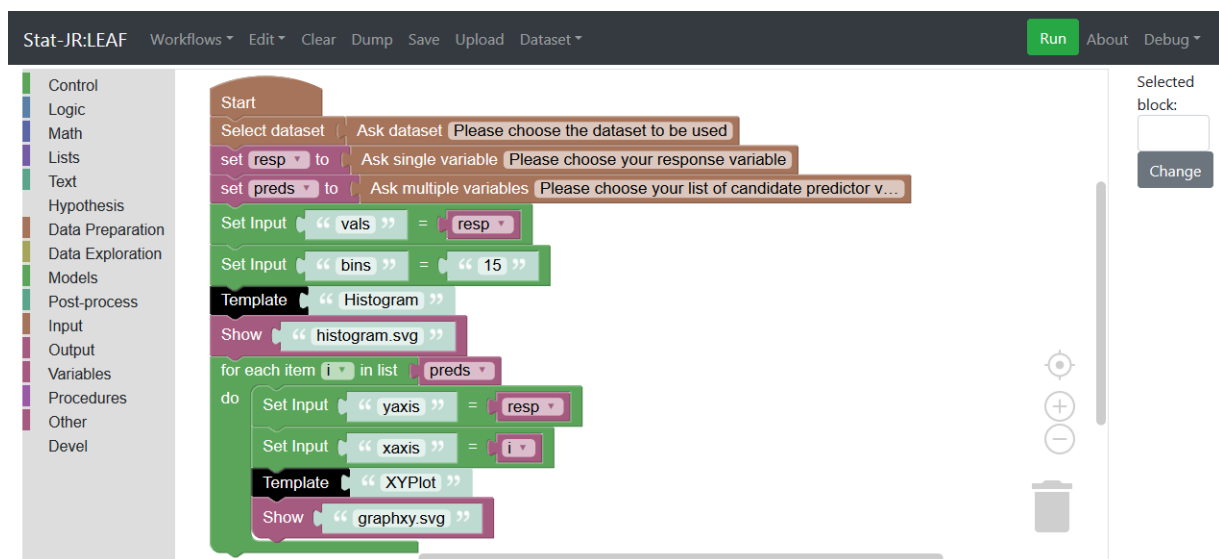 Stat-JR:LEAF Workflows Edit Clear Dump Save Upload Dataset Run About Debug
Control
Logic
Math
Lists
Text
Hypothesis
Data Preparation
Data Exploration
Models
Post-process
Input
Output
Variables
Procedures
Other
Devel
Start
Select dataset Ask dataset Please choose the dataset to be used
set resp to Ask single variable Please choose your response variable
set preds to Ask multiple variables Please choose your list of candidate predictor v...
Set Input “ vals ” = resp
Set Input “ bins ” = “ 15 ”
Template “ Histogram ”
Show “ histogram.svg ”
for each item i in list preds
do Set Input “ yaxis ” = resp
Set Input “ xaxis ” = i
Template “ XYPlot ”
Show “ graphxy.svg ”
Selected
block:
Change